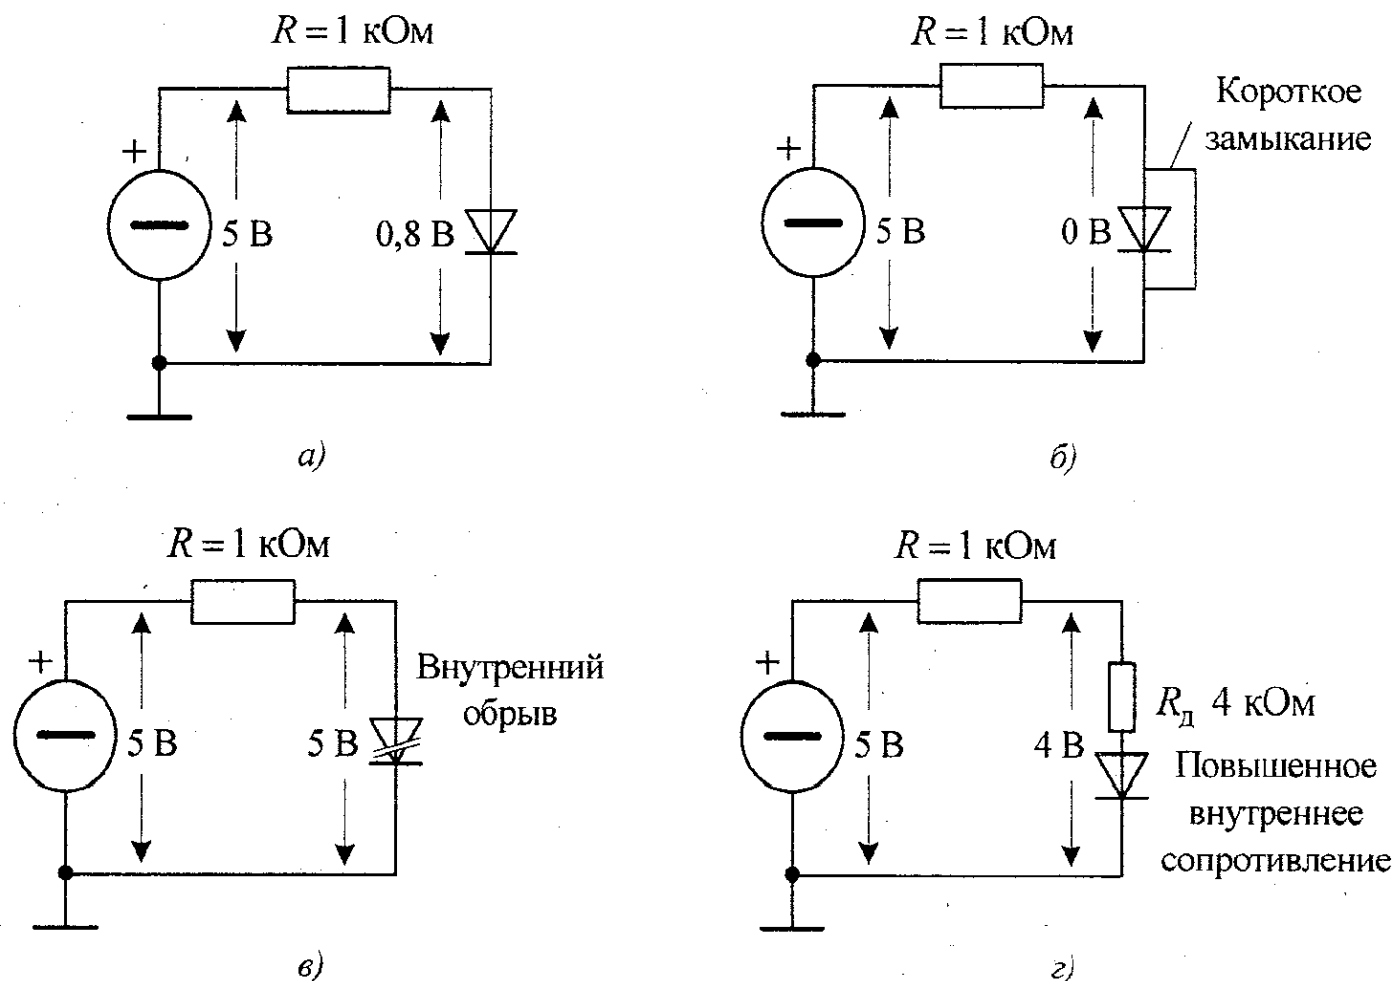 R = 1 кОм
+
5 В
0,8 В
а)
R = 1 кОм
Короткое
замыкание
+
5 В
0 В
б)
R = 1 кОм
+
Внутренний
обрыв
5 В
5 В
в)
R = 1 кОм
+
Rд 4 кОм
5 В
4 В
Повышенное
внутреннее
сопротивление
г)